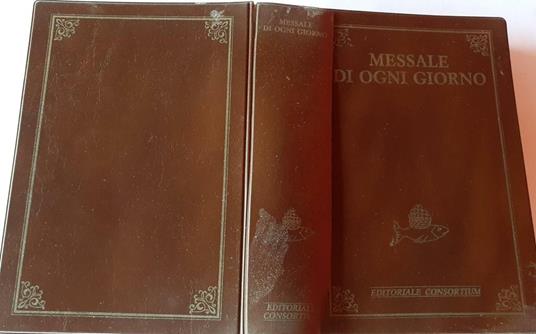 MESSALE
DI OGNI GIORNO
EDITORIALE
CONSORTIUM
MESSALE
DI OGNI GIORNO
EDITORIALE CONSORTIUM